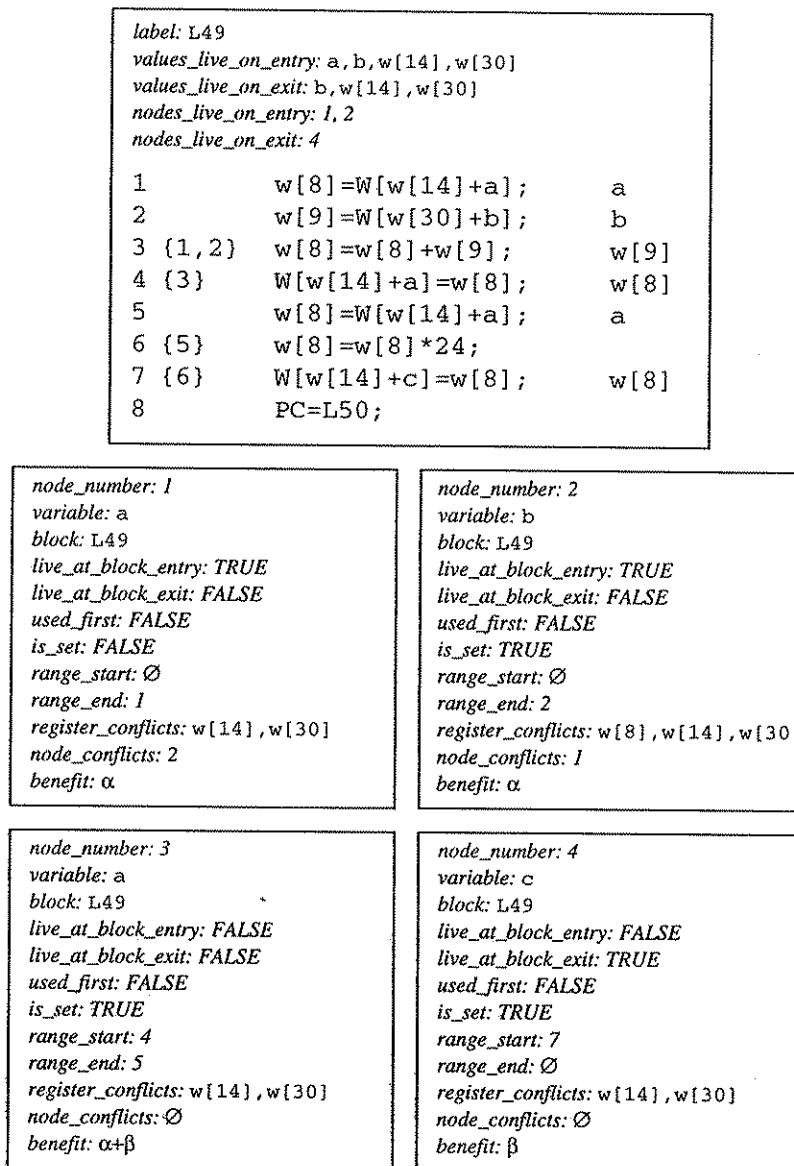 label: L49
values_live_on_entry: a,b,w[14],w[30]
values_live_on_exit: b,w[14],w[30]
nodes_live_on_entry: 1, 2
nodes_live_on_exit: 4
1 w[8]=W[w[14]+a]; a
2 w[9]=W[w[30]+b]; b
3 {1,2} w[8]=w[8]+w[9]; w[9]
4 {3} W[w[14]+a]=w[8]; w[8]
5 w[8]=W[w[14]+a]; a
6 {5} w[8]=w[8]*24;
7 {6} W[w[14]+c]=w[8]; w[8]
8 PC=L50;
node_number: 1
variable: a
block: L49
live_at_block_entry: TRUE
live_at_block_exit: FALSE
used_first: FALSE
is_set: FALSE
range_start: Ø
range_end: 1
register_conflicts: w[14],w[30]
node_conflicts: 2
benefit: α
node_number: 2
variable: b
block: L49
live_at_block_entry: TRUE
live_at_block_exit: FALSE
used_first: FALSE
is_set: TRUE
range_start: Ø
range_end: 2
register_conflicts: w[8],w[14],w[30
node_conflicts: 1
benefit: α
node_number: 3
variable: a
block: L49
live_at_block_entry: FALSE
live_at_block_exit: FALSE
used_first: FALSE
is_set: TRUE
range_start: 4
range_end: 5
register_conflicts: w[14],w[30]
node_conflicts: Ø
benefit: α+β
node_number: 4
variable: c
block: L49
live_at_block_entry: FALSE
live_at_block_exit: TRUE
used_first: FALSE
is_set: TRUE
range_start: 7
range_end: Ø
register_conflicts: w[14],w[30]
node_conflicts: Ø
benefit: β